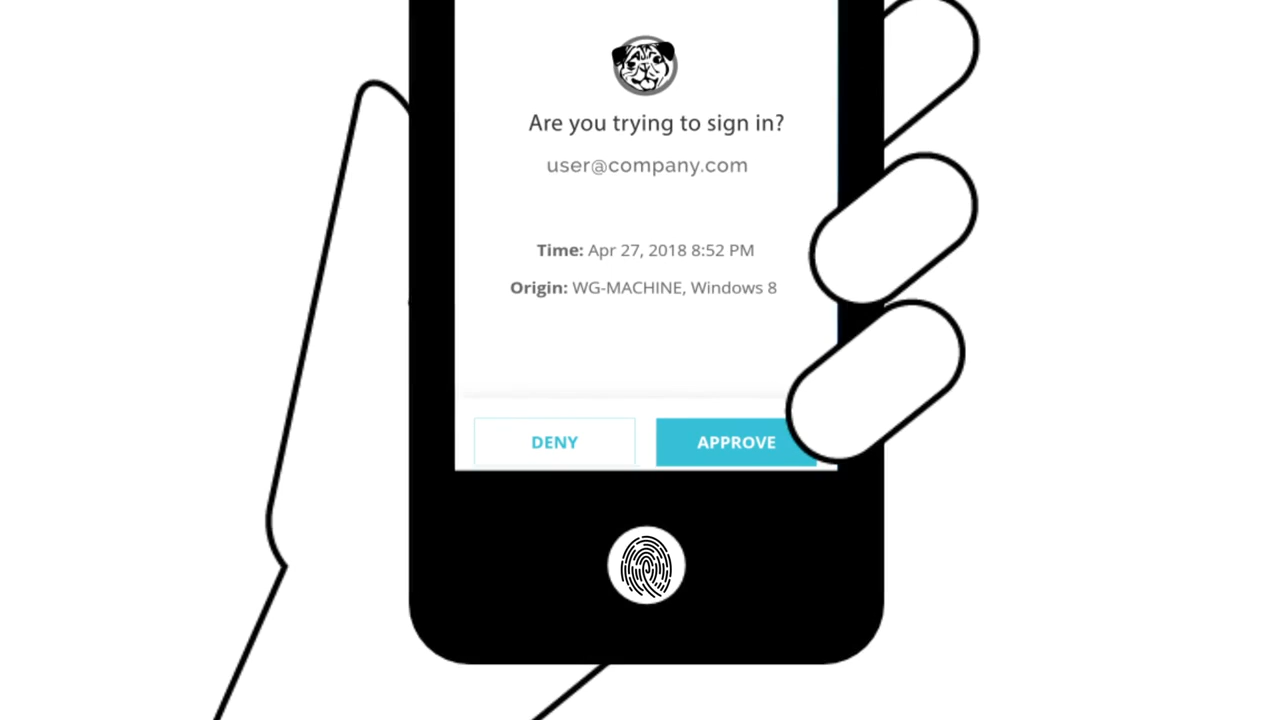 Are you trying to sign in?
user@company.com
Time: Apr 27, 2018 8:52 PM
Origin: WG-MACHINE, Windows 8
DENY APPROVE